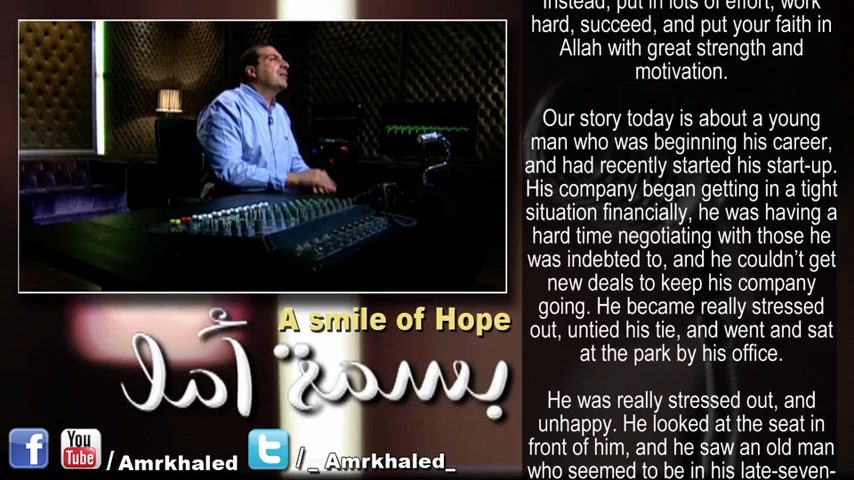 Instead, put in lots of effort, work
hard, succeed, and put your faith in
Allah with great strength and
motivation.
Our story today is about a young
man who was beginning his career,
and had recently started his start-up.
His company began getting in a tight
situation financially, he was having a
hard time negotiating with those he
was indebted to, and he couldn't get
new deals to keep his company
going. He became really stressed
out, untied his tie, and went and sat
at the park by his office.
He was really stressed out, and
unhappy. He looked at the seat in
front of him, and he saw an old man
who seemed to be in his late-seven-
A smile of Hope
بسمة أمل
f You Tube /Amrkhaled t /_Amrkhaled_